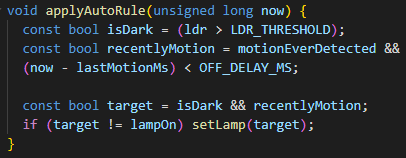 void applyAutoRule(unsigned long now) {
  const bool isDark = (ldr > LDR_THRESHOLD);
  const bool recentlyMotion = motionEverDetected &&
  (now - lastMotionMs) < OFF_DELAY_MS;

  const bool target = isDark && recentlyMotion;
  if (target != lampOn) setLamp(target);
}